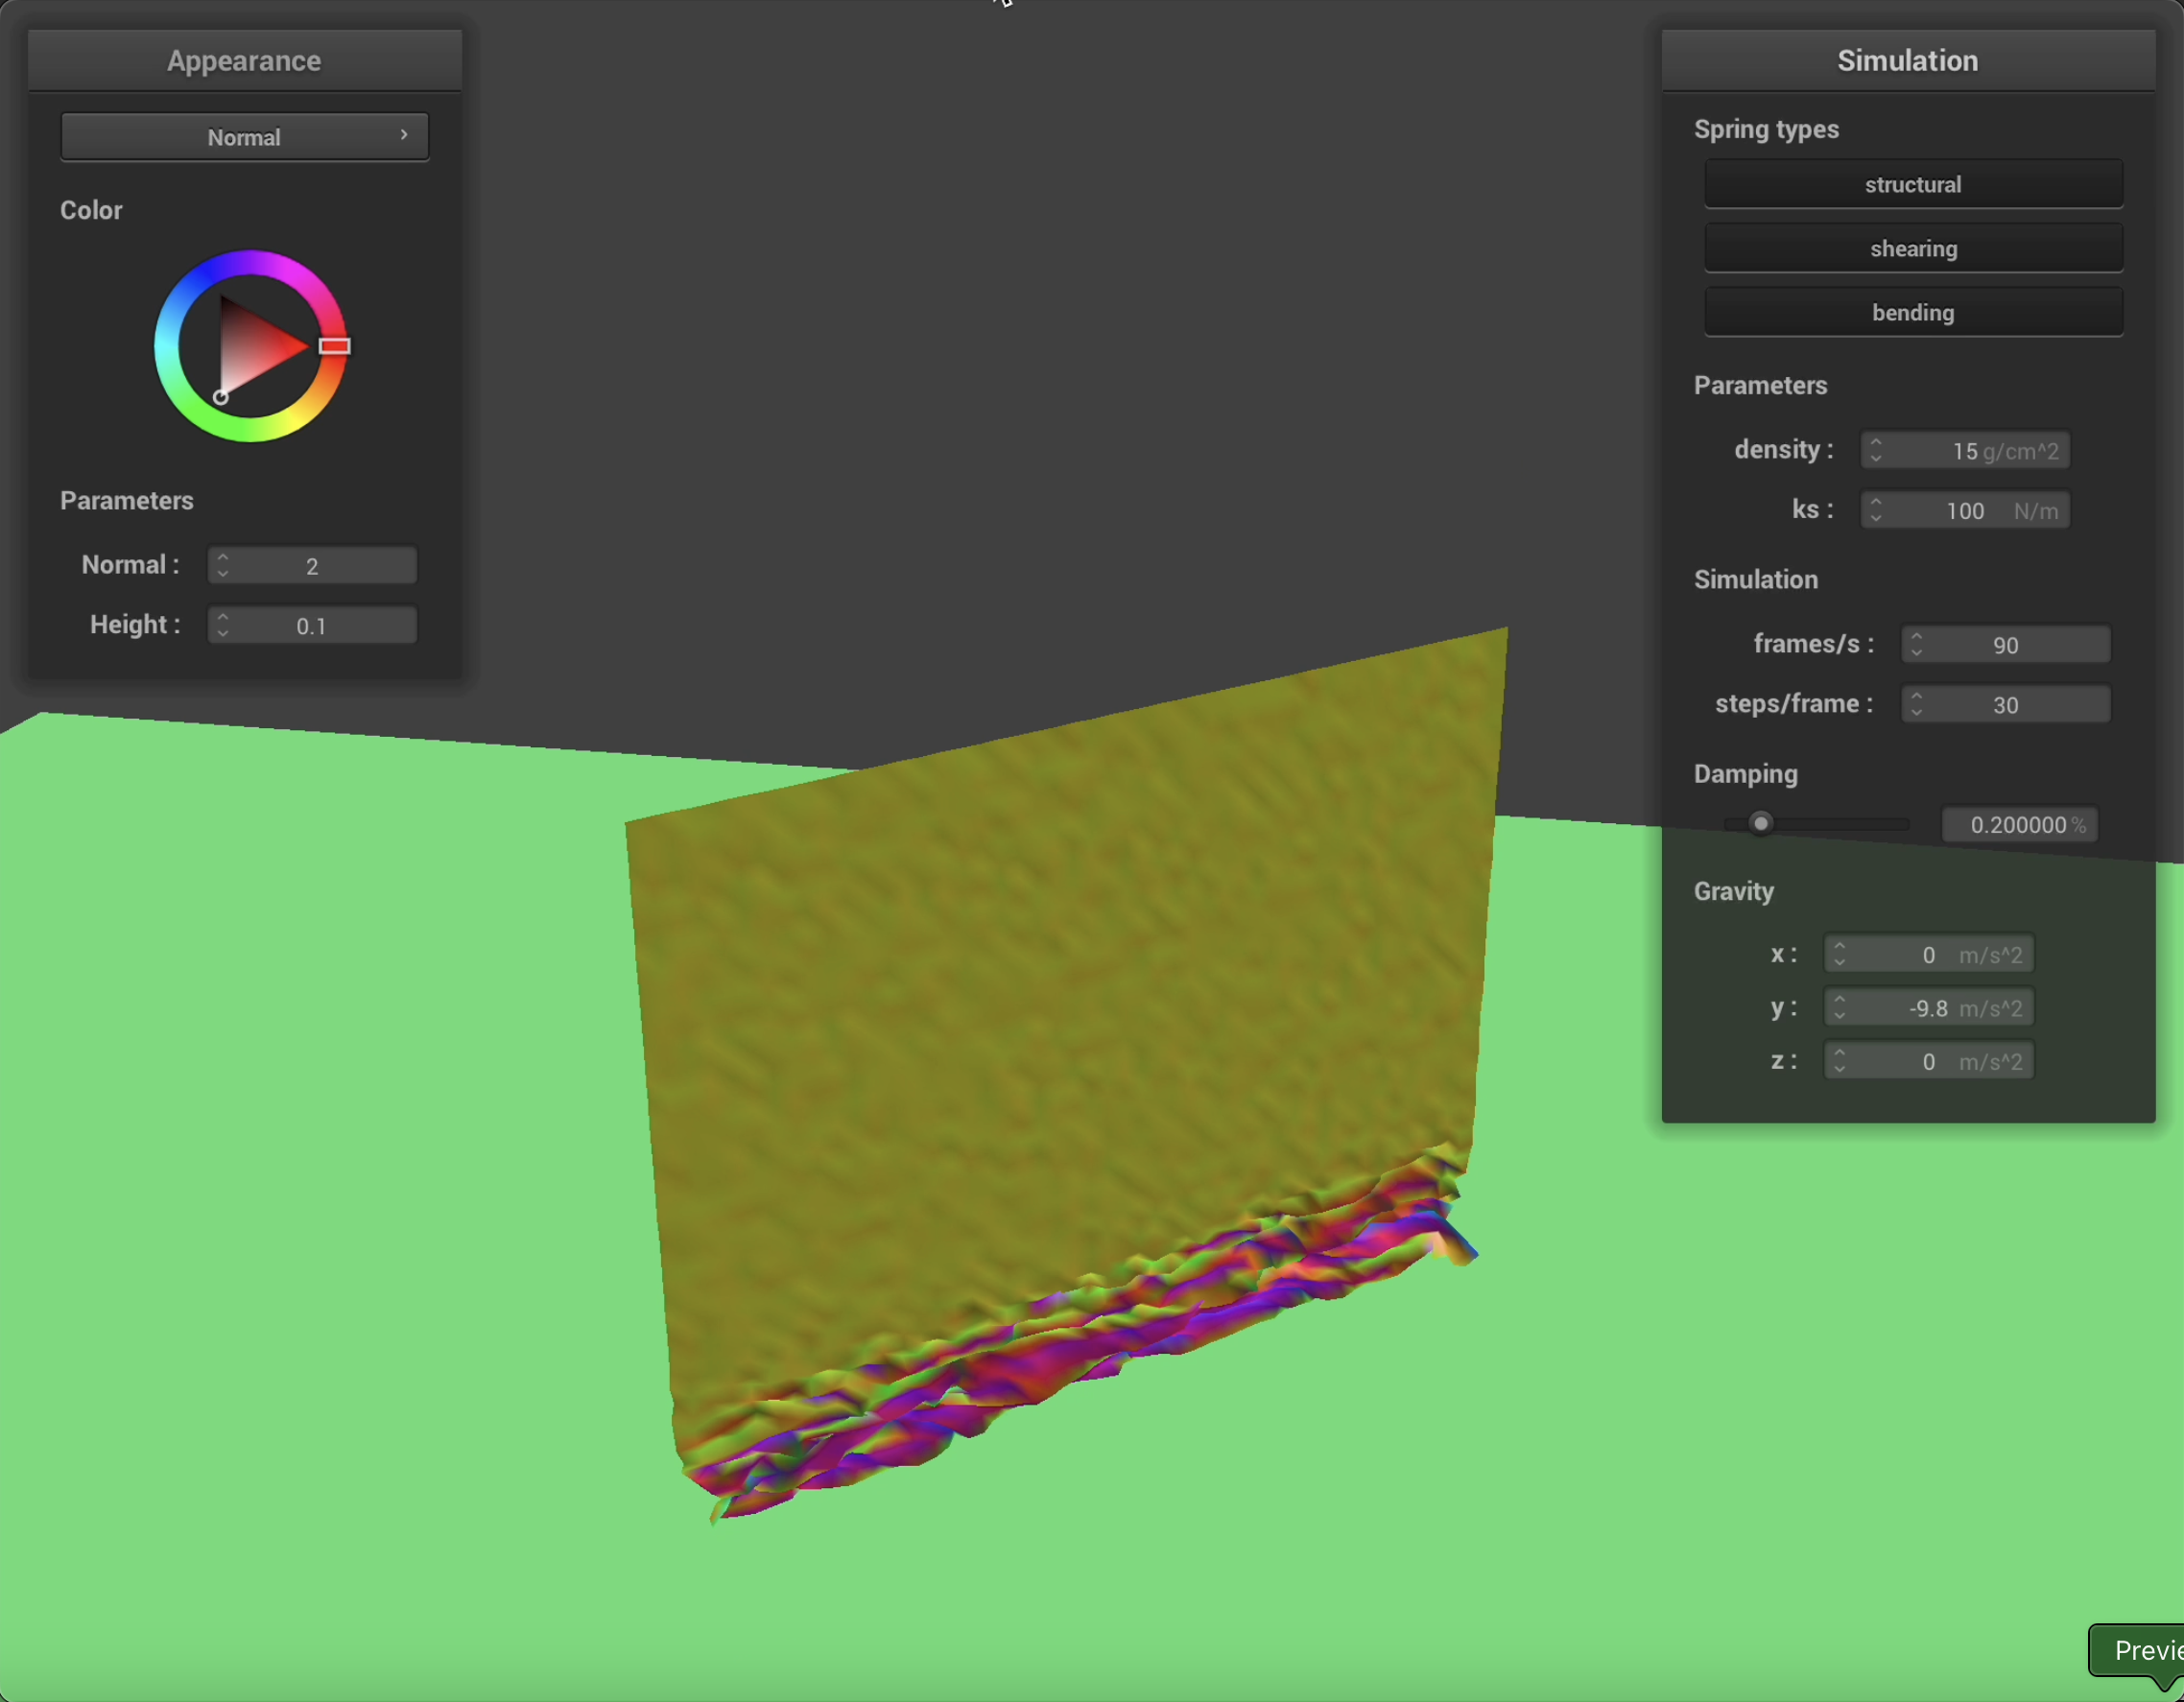 Appearance
Normal
Color
Parameters
Normal : 2
Height : 0.1
Simulation
Spring types
structural
shearing
bending
Parameters
density : 15 g/cm^2
ks : 100 N/m
Simulation
frames/s : 90
steps/frame : 30
Damping
0.200000 %
Gravity
x : 0 m/s^2
y : -9.8 m/s^2
z : 0 m/s^2
Previe